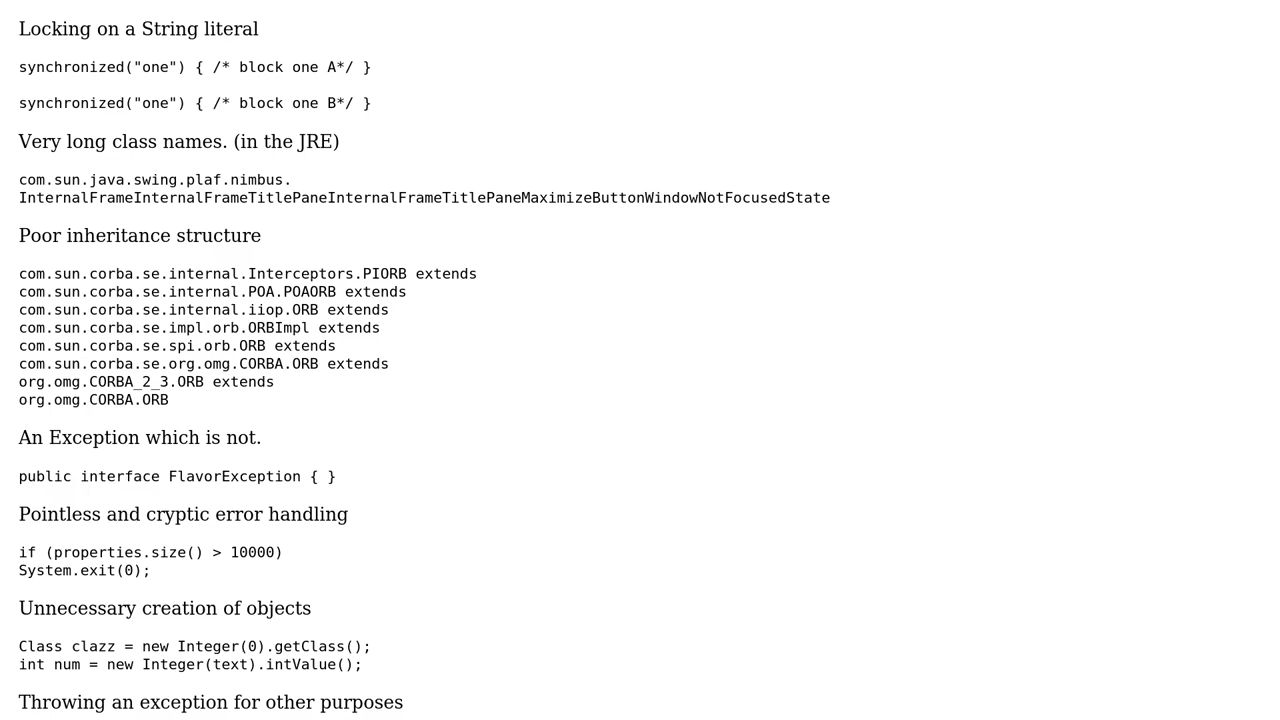 Locking on a String literal
synchronized("one") { /* block one A*/ }
synchronized("one") { /* block one B*/ }
Very long class names. (in the JRE)
com.sun.java.swing.plaf.nimbus.
InternalFrameInternalFrameTitlePaneInternalFrameTitlePaneMaximizeButtonWindowNotFocusedState
Poor inheritance structure
com.sun.corba.se.internal.Interceptors.PIORB extends
com.sun.corba.se.internal.POA.POAORB extends
com.sun.corba.se.internal.iiop.ORB extends
com.sun.corba.se.impl.orb.ORBImpl extends
com.sun.corba.se.spi.orb.ORB extends
com.sun.corba.se.org.omg.CORBA.ORB extends
org.omg.CORBA_2_3.ORB extends
org.omg.CORBA.ORB
An Exception which is not.
public interface FlavorException { }
Pointless and cryptic error handling
if (properties.size() > 10000)
System.exit(0);
Unnecessary creation of objects
Class clazz = new Integer(0).getClass();
int num = new Integer(text).intValue();
Throwing an exception for other purposes